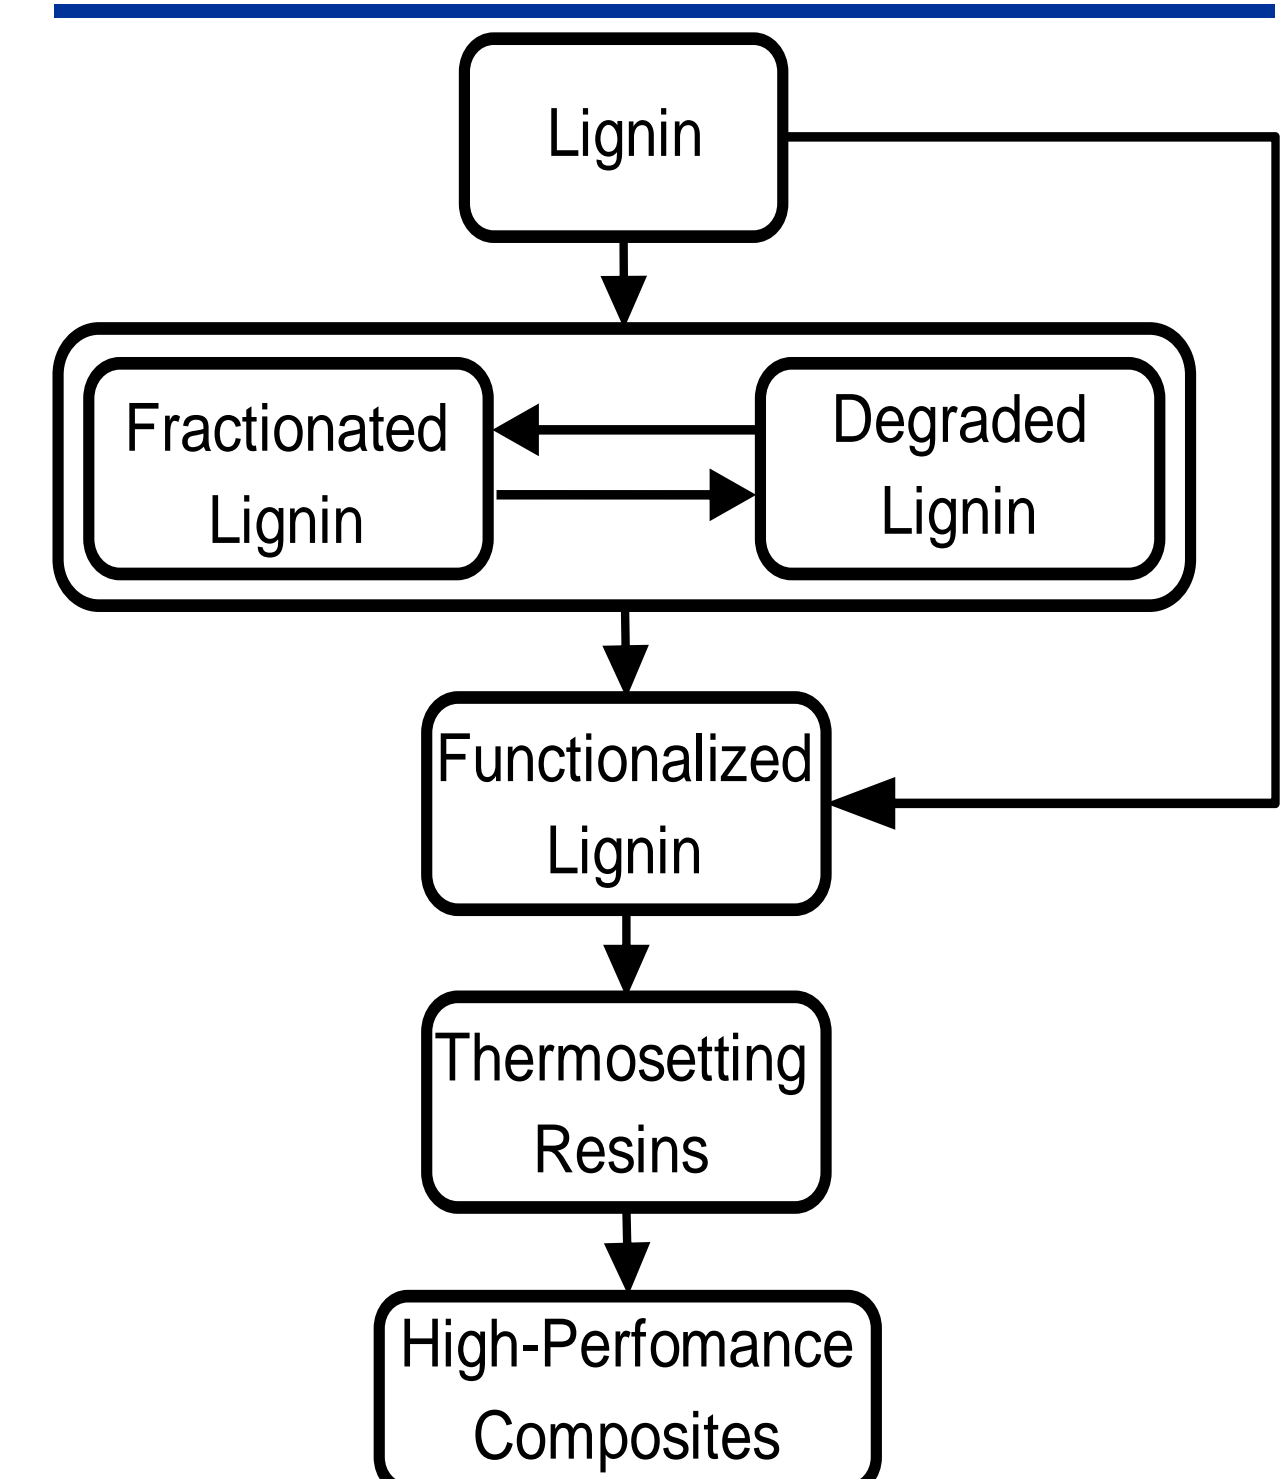 Lignin
Fractionated
Lignin
Degraded
Lignin
Functionalized
Lignin
Thermosetting
Resins
High-Perfomance
Composites